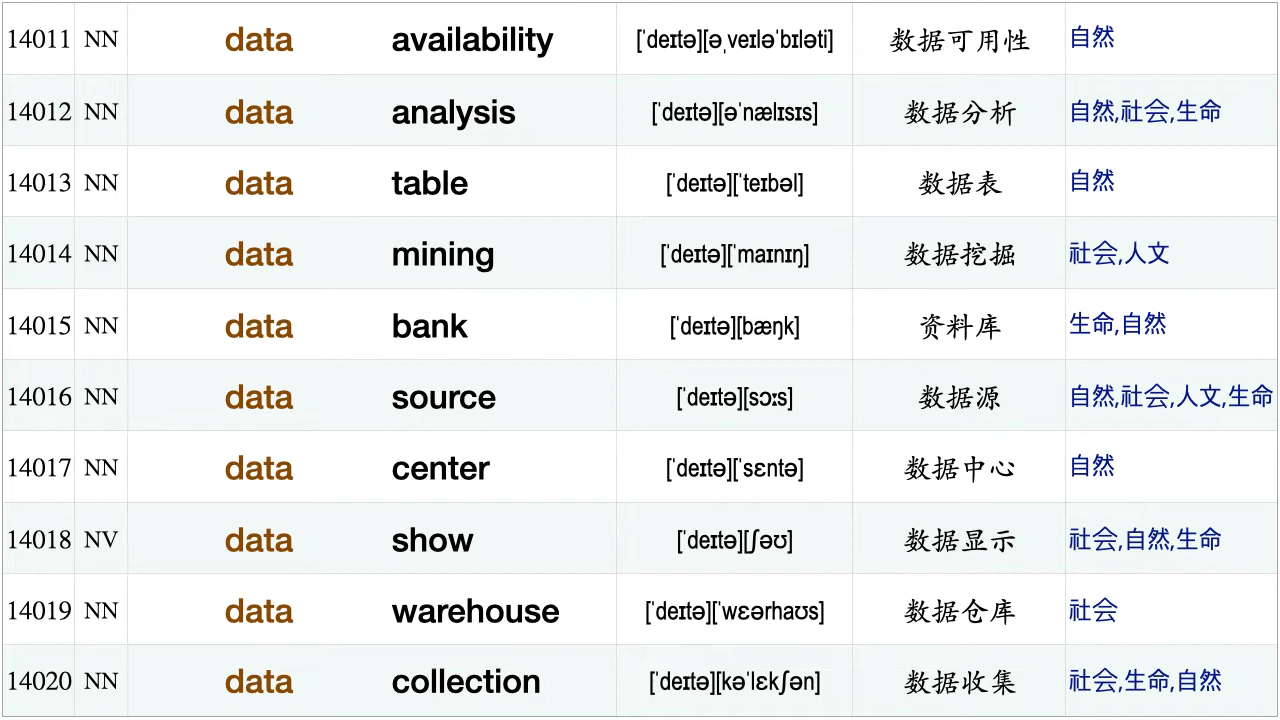 14011 NN data availability [ˈdeɪtə][əˌveɪləˈbɪləti] 数据可用性 自然
14012 NN data analysis [ˈdeɪtə][əˈnælɪsɪs] 数据分析 自然,社会,生命
14013 NN data table [ˈdeɪtə][ˈteɪbəl] 数据表 自然
14014 NN data mining [ˈdeɪtə][ˈmaɪnɪŋ] 数据挖掘 社会,人文
14015 NN data bank [ˈdeɪtə][bæŋk] 资料库 生命,自然
14016 NN data source [ˈdeɪtə][sɔɪs] 数据源 自然,社会,人文,生命
14017 NN data center [ˈdeɪtə][ˈsɛntə] 数据中心 自然
14018 NV data show [ˈdeɪtə][ʃəʊ] 数据显示 社会,自然,生命
14019 NN data warehouse [ˈdeɪtə][ˈwɛərhaʊs] 数据仓库 社会
14020 NN data collection [ˈdeɪtə][kəˈlɛkʃən] 数据收集 社会,生命,自然